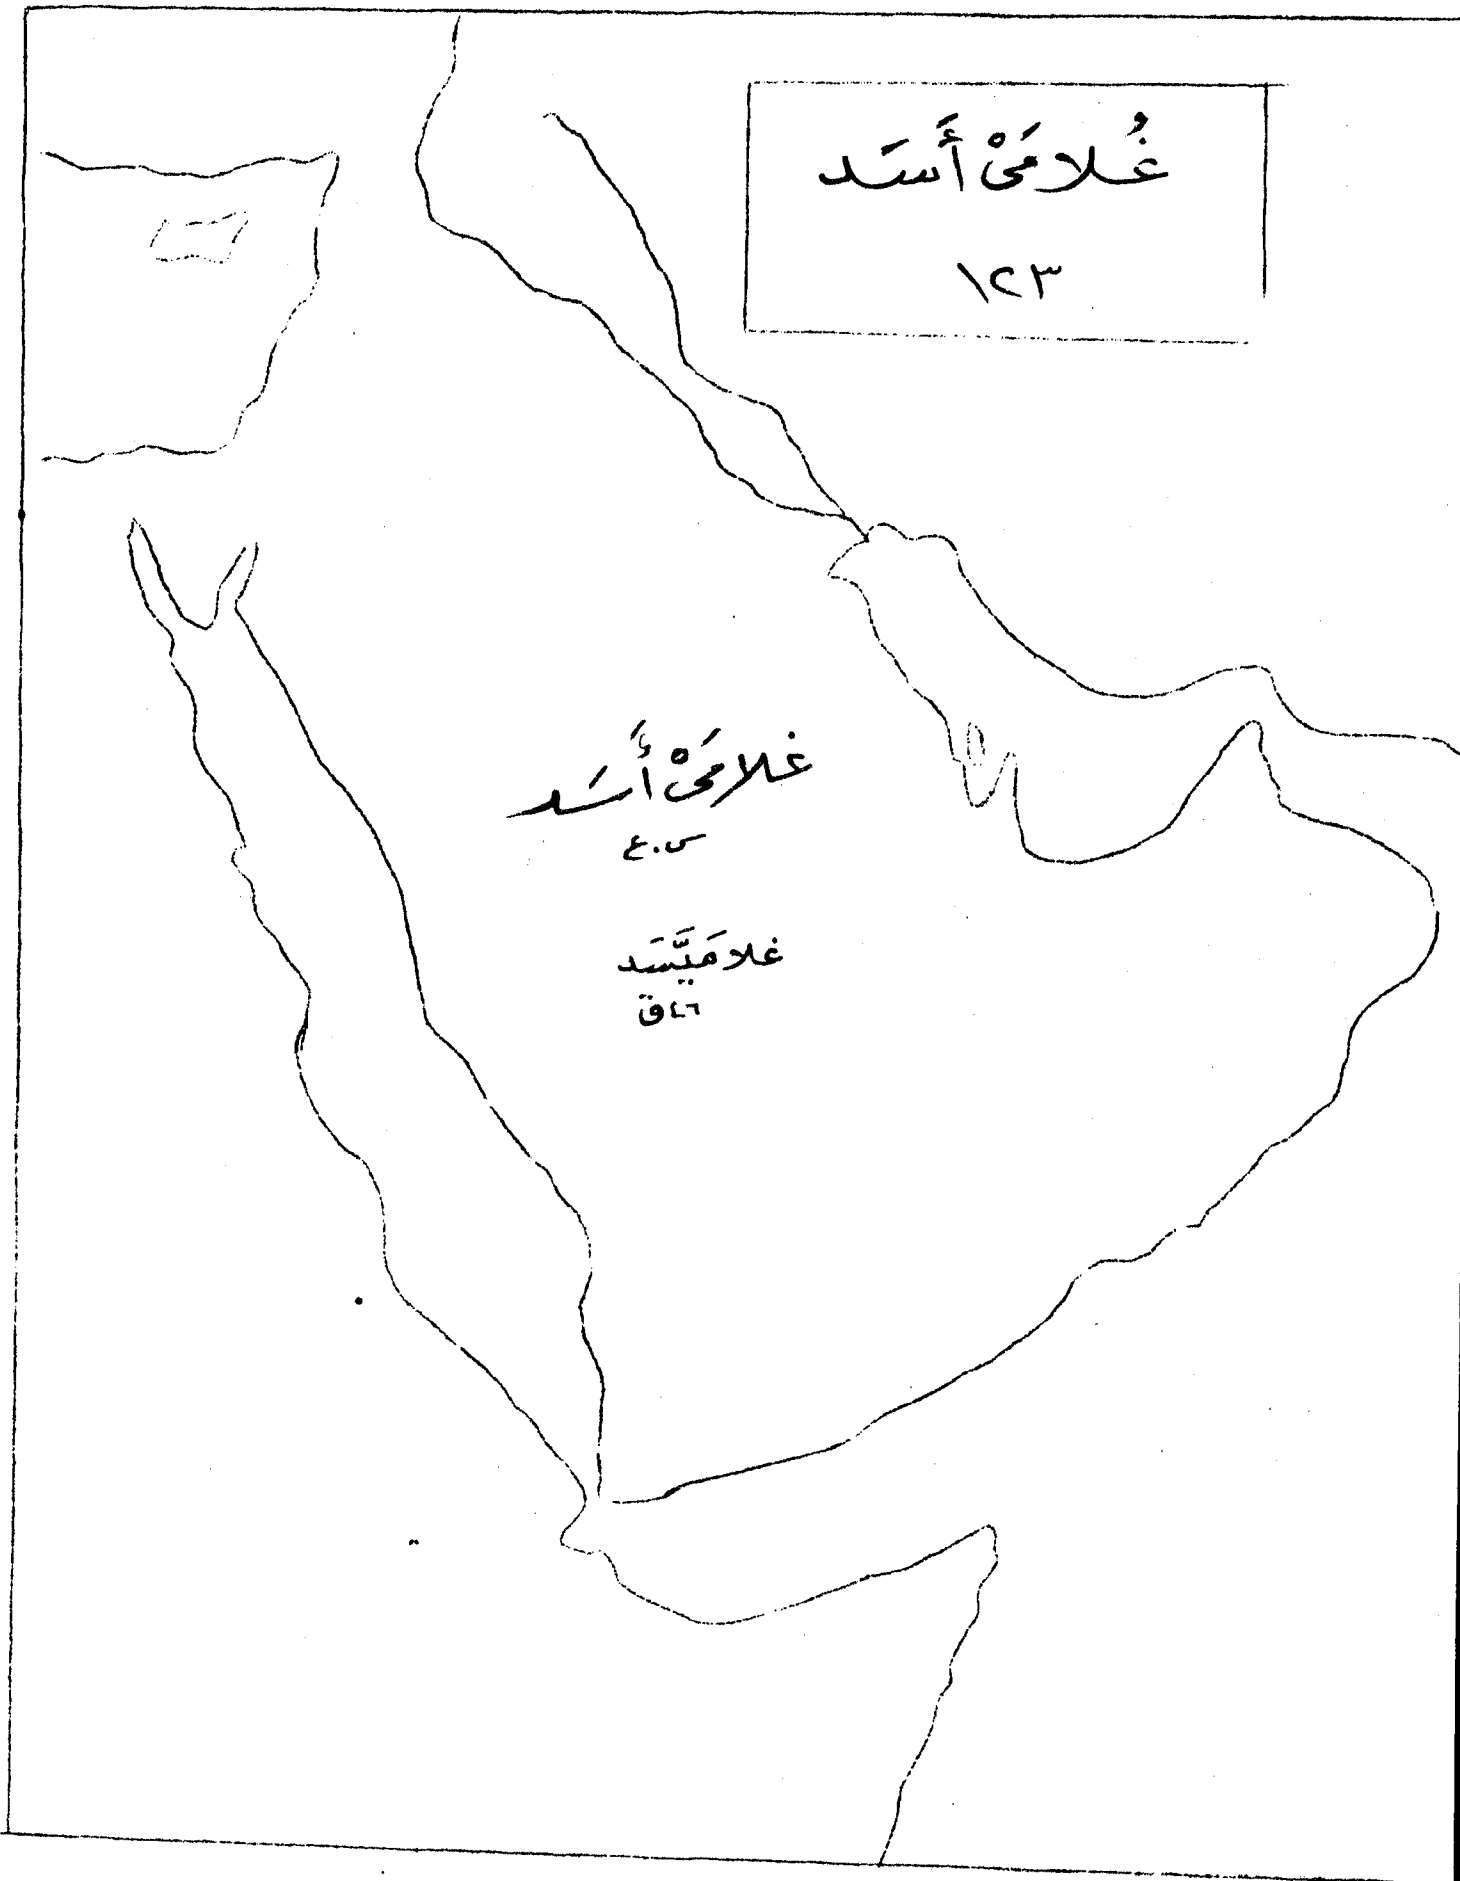 غُلامَىْ أَسَد
١٢٣
غلامَىْ أَسَد
س.ع
غلامَيَّسَد
٤٦ق